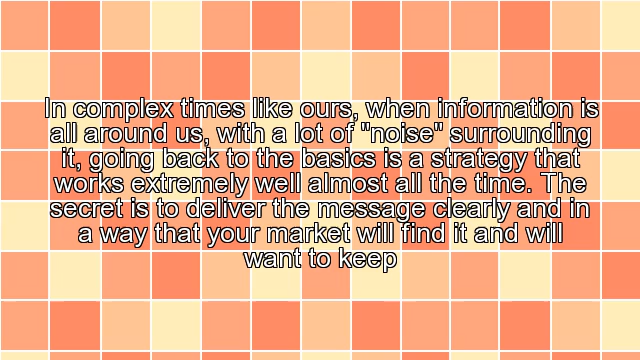 In complex times like ours, when information is
all around us, with a lot of "noise" surrounding
it, going back to the basics is a strategy that
works extremely well almost all the time. The
secret is to deliver the message clearly and in
a way that your market will find it and will
want to keep